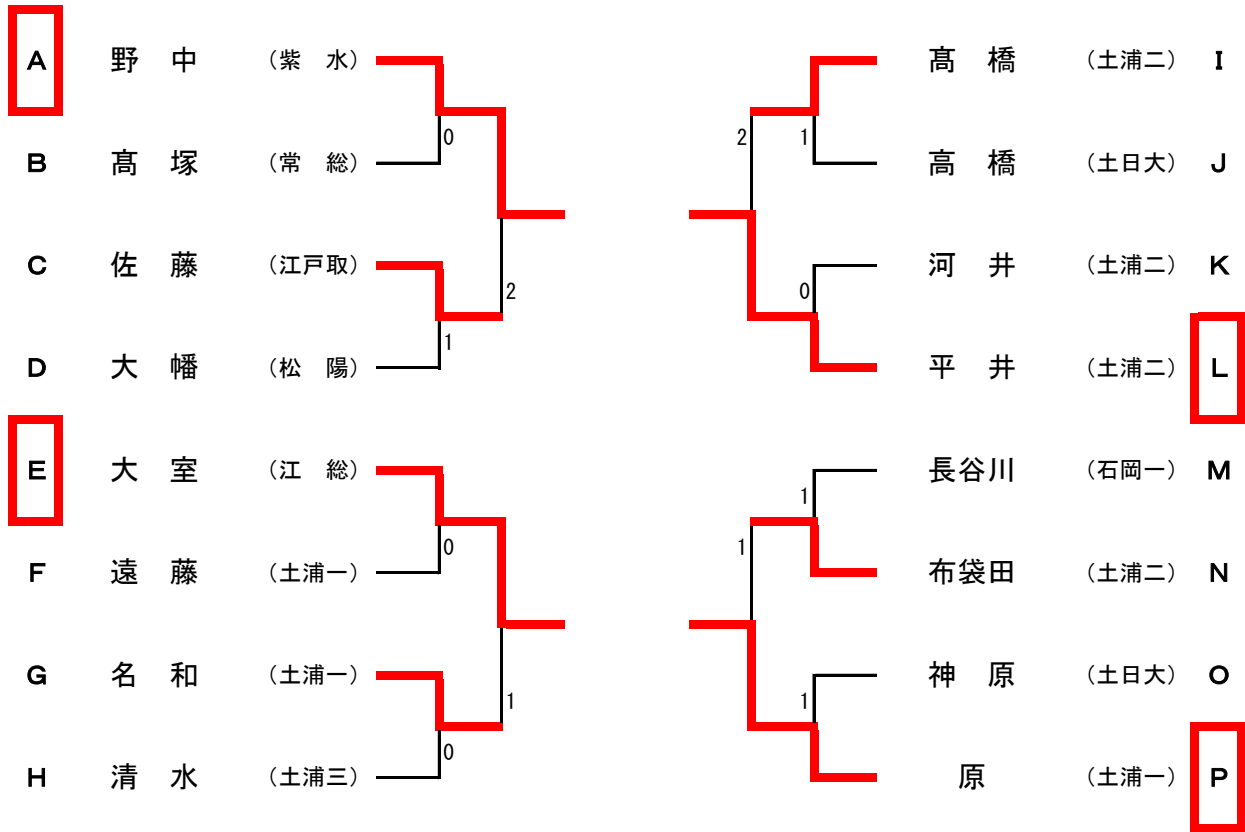 A 野 中 (紫 水) 髙 橋 (土浦二) I
0 2 1
B 髙 塚 (常 総) 高 橋 (土日大) J
C 佐 藤 (江戸取) 河 井 (土浦二) K
2 0
1
D 大 幡 (松 陽) 平 井 (土浦二) L
E 大 室 (江 総) 長谷川 (石岡一) M
1
0 1
F 遠 藤 (土浦一) 布袋田 (土浦二) N
G 名 和 (土浦一) 神 原 (土日大) O
1 1
0
H 清 水 (土浦三) 原 (土浦一) P